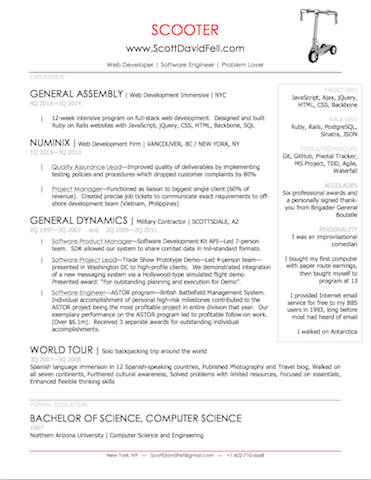 SCOOTER
www.ScottDavidFell.com
Web Developer | Software Engineer | Problem Lover
EXPERIENCE
GENERAL ASSEMBLY | Web Development Immersive | NYC
4Q 2013—1Q 2014
| 12-week intensive program on full-stack web development. Designed and built
Ruby on Rails websites with JavaScript, jQuery, CSS, HTML, Backbone, SQL
NUMINIX | Web Development Firm | VANCOUVER, BC / NEW YORK, NY
1Q 2013—3Q 2013
| Quality Assurance Lead—Improved quality of deliverables by implementing
testing policies and procedures which dropped customer complaints by 80%
| Project Manager—Functioned as liaison to biggest single client (60% of
revenue). Created precise job tickets to communicate exact requirements to off-
shore development team (Vietnam, Philippines)
GENERAL DYNAMICS | Military Contractor | SCOTTSDALE, AZ
2Q 1997—3Q 2007 and 2Q 2009—2Q 2011
| Software Product Manager—Software Development Kit API—Led 7-person
team. SDK allowed our system to share combat data in mil-standard formats.
| Software Project Lead—Trade Show Prototype Demo—Led 4-person team—
presented in Washington DC to high-profile clients. We demonstrated integration
of a new messaging system via a Hollywood-type simulated flight demo.
Presented award: "For outstanding planning and execution for Demo".
| Software Engineer—ASTOR program—British Battlefield Management System.
Individual accomplishment of personal high-risk milestones contributed to the
ASTOR project being the most profitable project in entire division that year. Our
exemplary performance on the ASTOR project led to profitable follow-on work.
(Over $6.1m). Received 3 separate awards for outstanding individual
accomplishments.
WORLD TOUR | Solo backpacking trip around the world
3Q 2007—3Q 2008
Spanish language immersion in 12 Spanish-speaking countries, Published Photography and Travel blog, Walked on
all seven continents, Furthered cultural awareness, Solved problems with limited resources, Focused on essentials,
Enhanced flexible thinking skills
FRONT-END
JavaScript, Ajax, jQuery,
HTML, CSS, Backbone
BACK-END
Ruby, Rails, PostgreSQL,
Sinatra, JSON
TOOLS/TECHNIQUES
Git, GitHub, Pivotal Tracker,
MS Project, TDD, Agile,
Waterfall
ACCOLADES
Six professional awards and
a personally signed thank-
you from Brigadier General
Boutelle
PERSONALITY
I was an improvisational
comedian
I bought my first computer
with paper route earnings,
then taught myself to
program at 13
I provided Internet email
service for free to my BBS
users in 1993, long before
most had heard of email
I walked on Antarctica
FORMAL EDUCATION
BACHELOR OF SCIENCE, COMPUTER SCIENCE
1997
Northern Arizona University | Computer Science and Engineering
New York, NY — ScottDavidFell@gmail.com — +1-602-710-6668